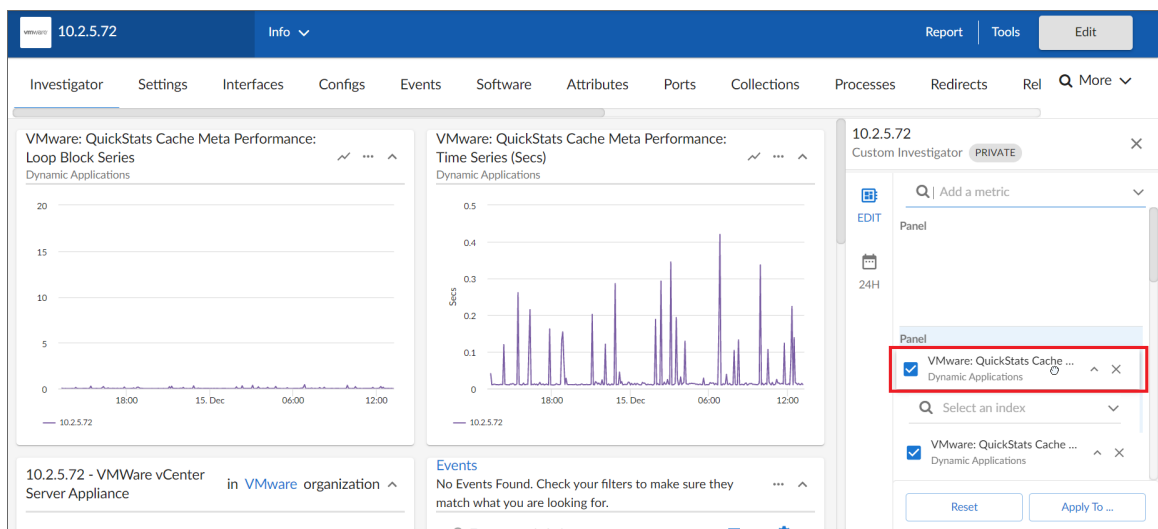 vmware 10.2.5.72 Info Report Tools Edit
Investigator Settings Interfaces Configs Events Software Attributes Ports Collections Processes Redirects Rel More
VMware: QuickStats Cache Meta Performance:
Loop Block Series
Dynamic Applications
20
15
10
5
0
18:00 15. Dec 06:00 12:00
10.2.5.72
VMware: QuickStats Cache Meta Performance:
Time Series (Secs)
Dynamic Applications
Secs
0.5
0.4
0.3
0.2
0.1
0
18:00 15. Dec 06:00 12:00
10.2.5.72
10.2.5.72 - VMWare vCenter
Server Appliance
in VMware organization
Events
No Events Found. Check your filters to make sure they
match what you are looking for.
10.2.5.72
Custom Investigator PRIVATE
EDIT
24H
Add a metric
Panel
Panel
VMware: QuickStats Cache ...
Dynamic Applications
Select an index
VMware: QuickStats Cache ...
Dynamic Applications
Reset Apply To ...